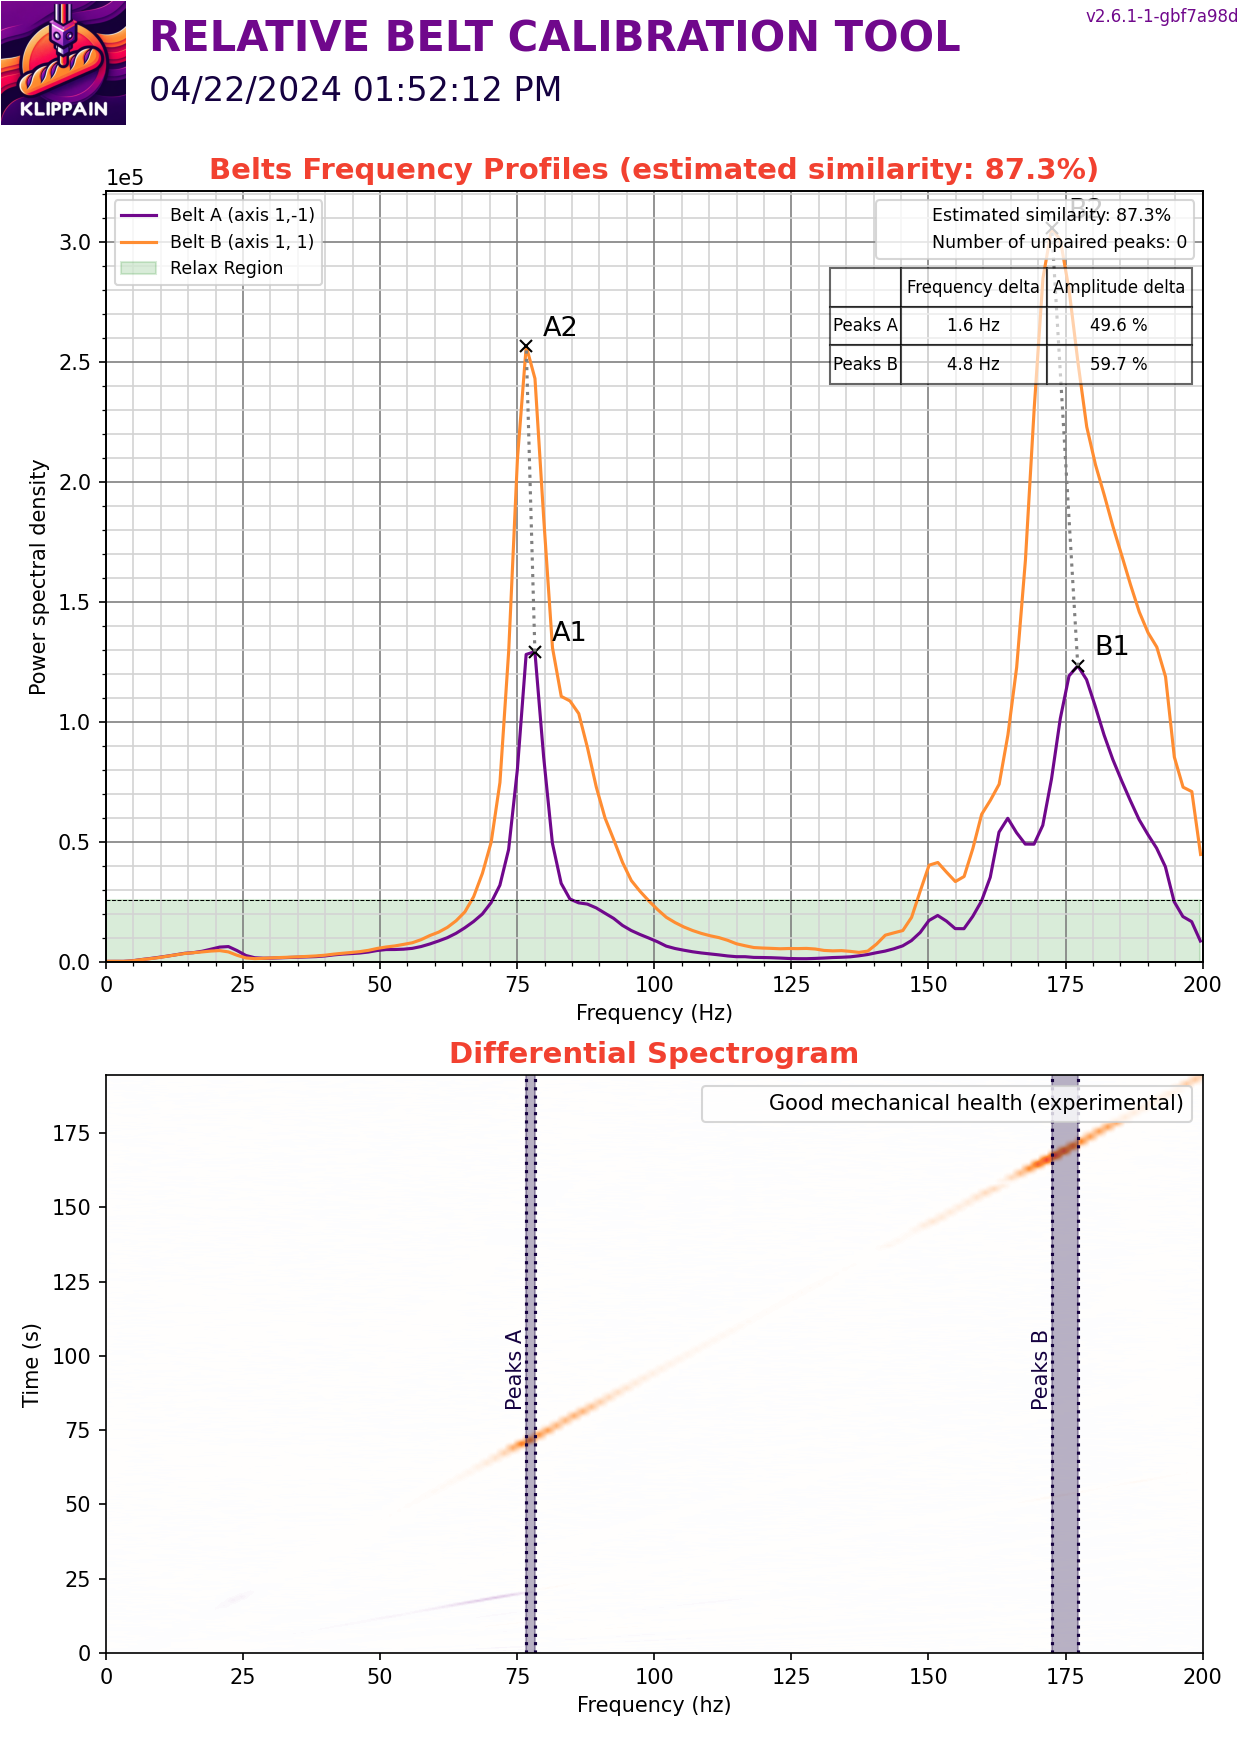 KLIPPAIN
RELATIVE BELT CALIBRATION TOOL
04/22/2024 01:52:12 PM
v2.6.1-1-gbf7a98d
Belts Frequency Profiles (estimated similarity: 87.3%)
1e5
Belt A (axis 1,-1)
Belt B (axis 1, 1)
Relax Region
B2
Estimated similarity: 87.3%
Number of unpaired peaks: 0
Frequency delta Amplitude delta
Peaks A 1.6 Hz 49.6 %
Peaks B 4.8 Hz 59.7 %
A2
A1
B1
3.0
2.5
2.0
1.5
1.0
0.5
0.0
Power spectral density
0 25 50 75 100 125 150 175 200
Frequency (Hz)
Differential Spectrogram
Good mechanical health (experimental)
Peaks A
Peaks B
175
150
125
100
75
50
25
0
Time (s)
0 25 50 75 100 125 150 175 200
Frequency (hz)